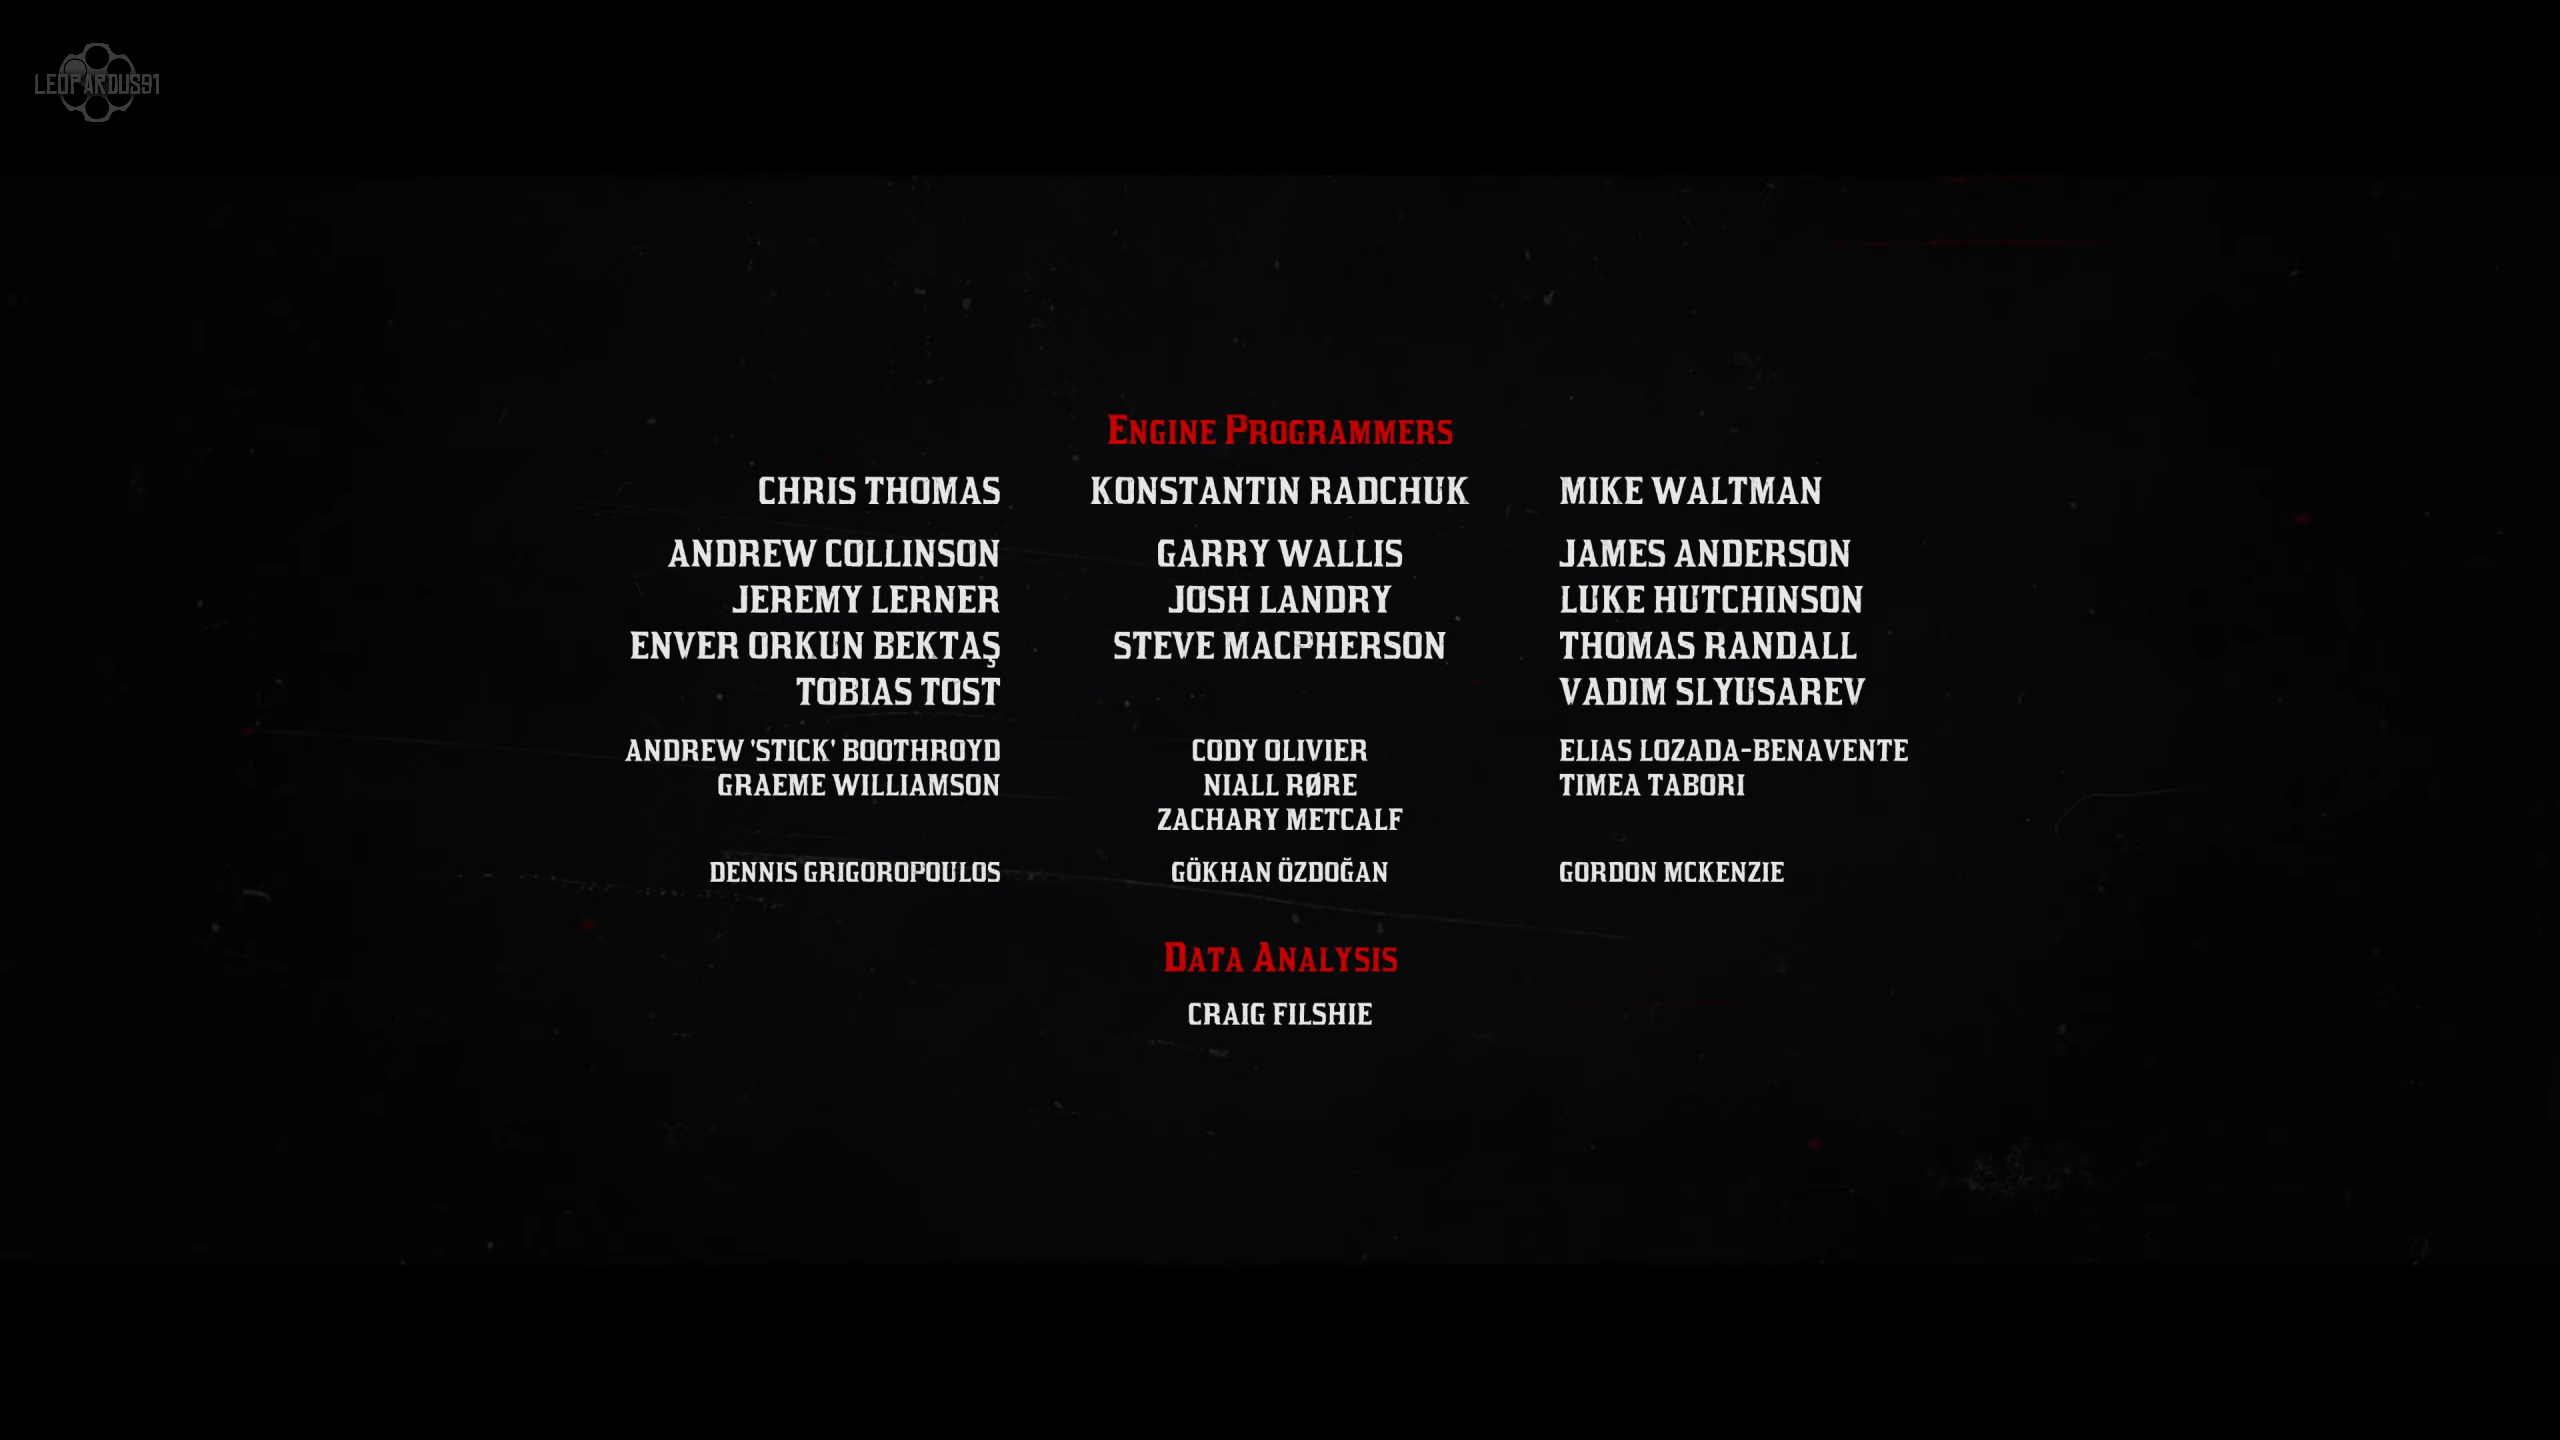 LEOPARDUS91
ENGINE PROGRAMMERS
CHRIS THOMAS KONSTANTIN RADCHUK MIKE WALTMAN
ANDREW COLLINSON GARRY WALLIS JAMES ANDERSON
JEREMY LERNER JOSH LANDRY LUKE HUTCHINSON
ENVER ORKUN BEKTAŞ STEVE MACPHERSON THOMAS RANDALL
TOBIAS TOST VADIM SLYUSAREV
ANDREW 'STICK' BOOTHROYD CODY OLIVIER ELIAS LOZADA-BENAVENTE
GRAEME WILLIAMSON NIALL RØRE TIMEA TABORI
ZACHARY METCALF
DENNIS GRIGOROPOULOS GÖKHAN ÖZDOĞAN GORDON MCKENZIE
DATA ANALYSIS
CRAIG FILSHIE